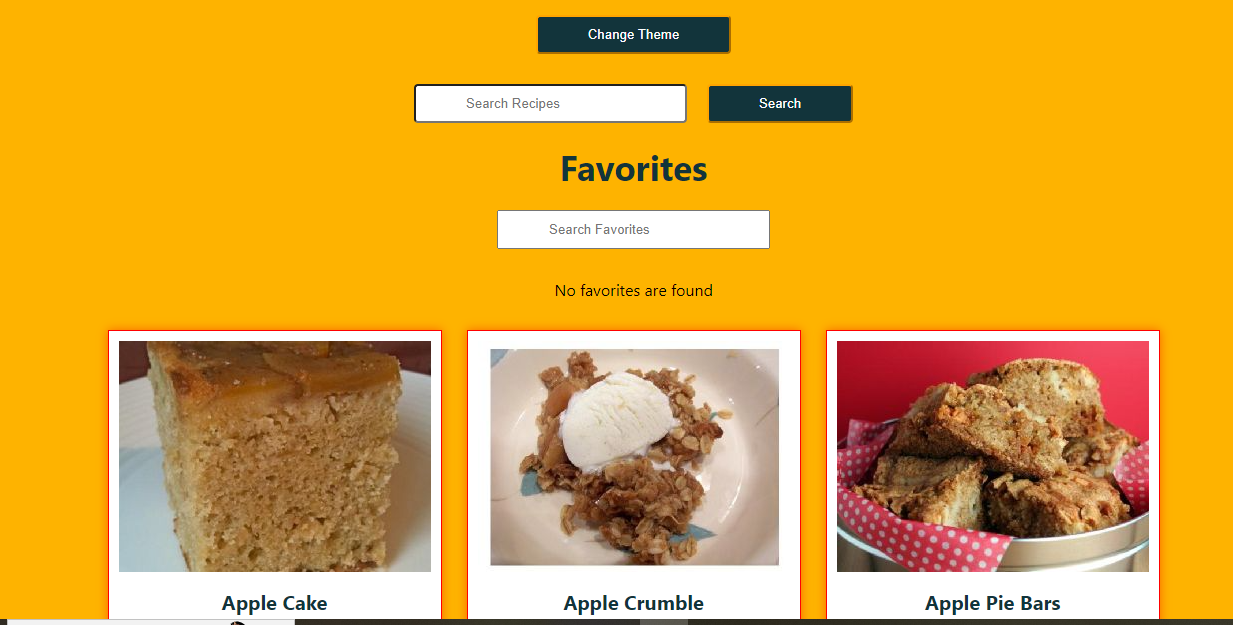 Change Theme
Search Recipes
Search
Favorites
Search Favorites
No favorites are found
Apple Cake
Apple Crumble
Apple Pie Bars